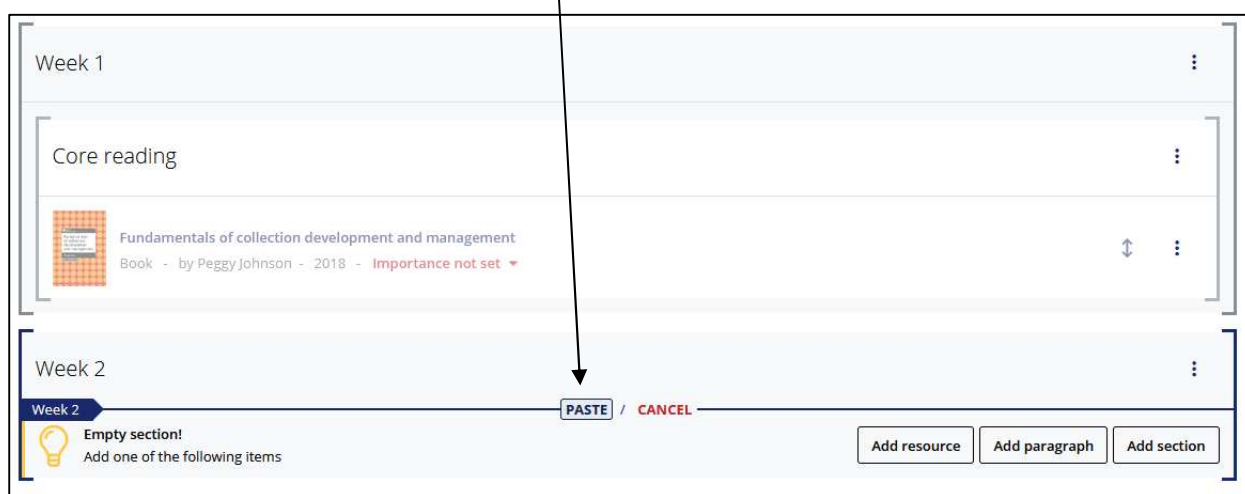 Week 1
Core reading
Fundamentals of collection development and management
Book - by Peggy Johnson - 2018 - Importance not set
Week 2
Week 2 PASTE / CANCEL
Empty section!
Add one of the following items
Add resource Add paragraph Add section